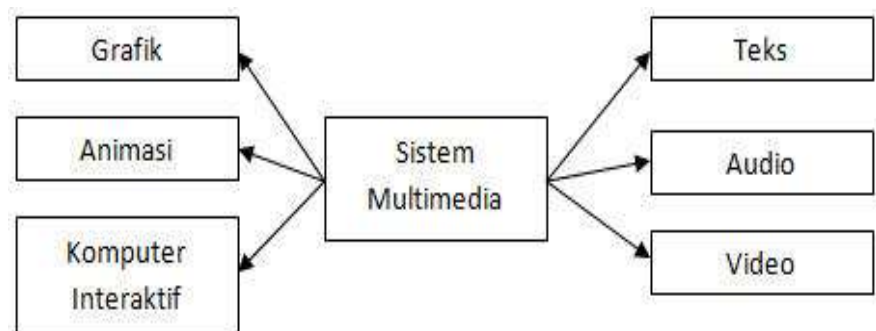 Grafik
Animasi
Komputer
Interaktif
Sistem
Multimedia
Teks
Audio
Video